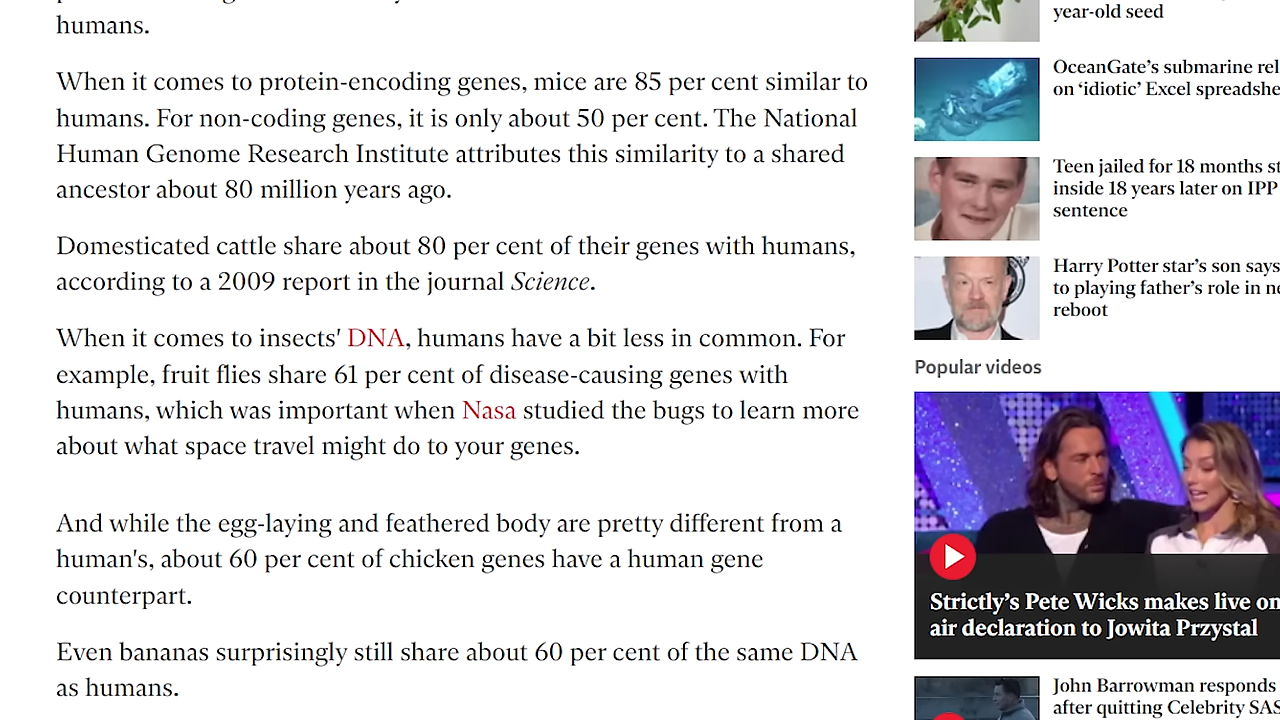 humans.
When it comes to protein-encoding genes, mice are 85 per cent similar to
humans. For non-coding genes, it is only about 50 per cent. The National
Human Genome Research Institute attributes this similarity to a shared
ancestor about 80 million years ago.
Domesticated cattle share about 80 per cent of their genes with humans,
according to a 2009 report in the journal Science.
When it comes to insects' DNA, humans have a bit less in common. For
example, fruit flies share 61 per cent of disease-causing genes with
humans, which was important when Nasa studied the bugs to learn more
about what space travel might do to your genes.
And while the egg-laying and feathered body are pretty different from a
human's, about 60 per cent of chicken genes have a human gene
counterpart.
Even bananas surprisingly still share about 60 per cent of the same DNA
as humans.
year-old seed
OceanGate's submarine rel
on ‘idiotic’ Excel spreadshe
Teen jailed for 18 months st
inside 18 years later on IPP
sentence
Harry Potter star's son says
to playing father's role in ne
reboot
Popular videos
Strictly's Pete Wicks makes live on
air declaration to Jowita Przystal
John Barrowman responds
after quitting Celebrity SAS